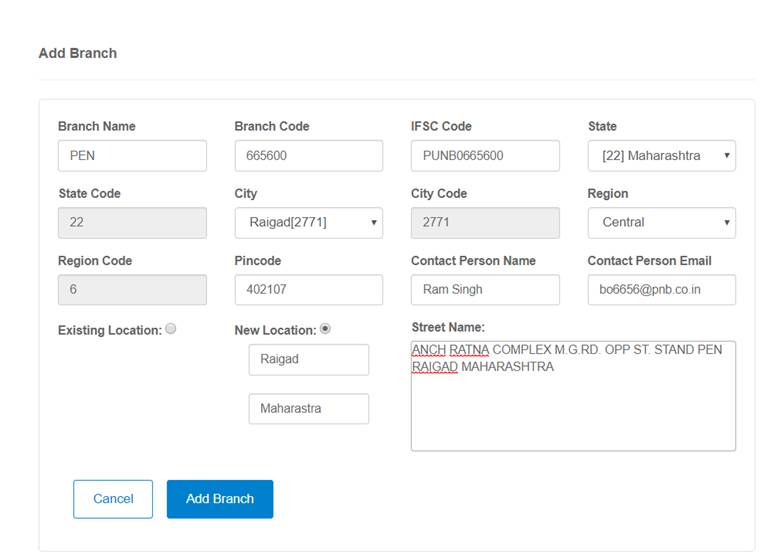 Add Branch
Branch Name Branch Code IFSC Code State
PEN 665600 PUNB0665600 [22] Maharashtra
State Code City City Code Region
22 Raigad[2771] 2771 Central
Region Code Pincode Contact Person Name Contact Person Email
6 402107 Ram Singh bo6656@pnb.co.in
Existing Location: New Location: Street Name:
Raigad
Maharastra
ANCH RATNA COMPLEX M.G.RD. OPP ST. STAND PEN
RAIGAD MAHARASHTRA
Cancel Add Branch